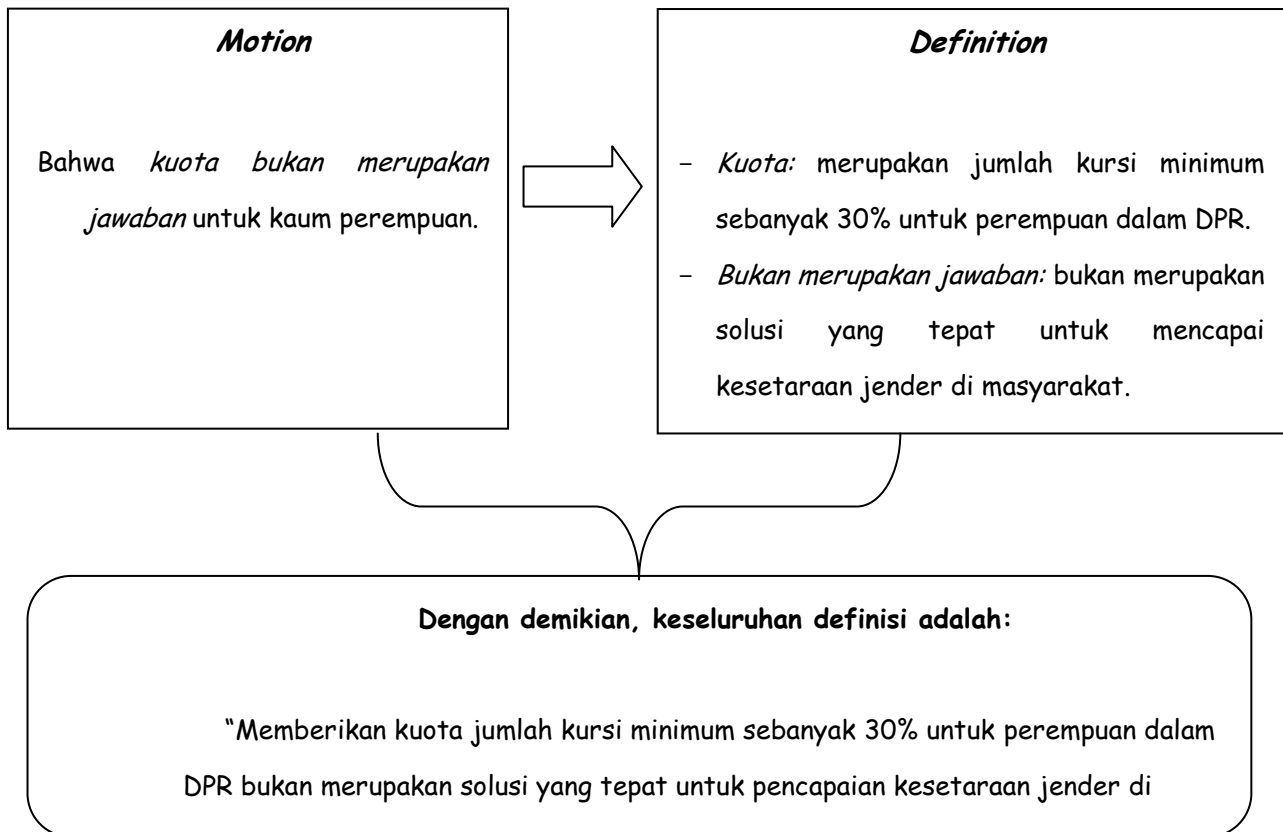 Motion
Bahwa kuota bukan merupakan
jawaban untuk kaum perempuan.
Definition
- Kuota: merupakan jumlah kursi minimum
sebanyak 30% untuk perempuan dalam DPR.
- Bukan merupakan jawaban: bukan merupakan
solusi yang tepat untuk mencapai
kesetaraan jender di masyarakat.
Dengan demikian, keseluruhan definisi adalah:
“Memberikan kuota jumlah kursi minimum sebanyak 30% untuk perempuan dalam
DPR bukan merupakan solusi yang tepat untuk pencapaian kesetaraan jender di